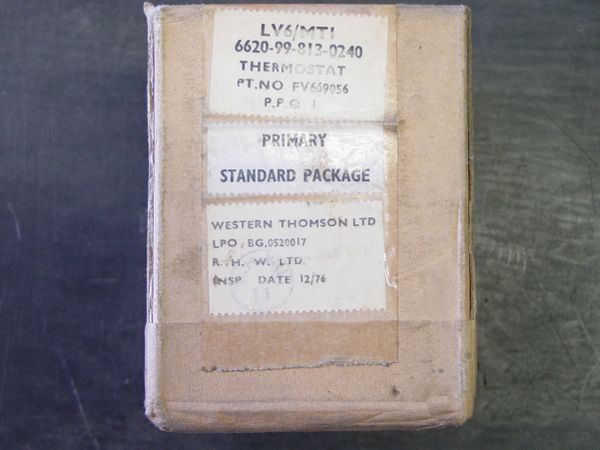 LV6/MT1
6620-99-813-0240
THERMOSTAT
PT.NO FV669056
P.P.Q 1
PRIMARY
STANDARD PACKAGE
WESTERN THOMSON LTD
LPO BG.0520017
R. H. W. LTD.
INSP DATE 12/76
11